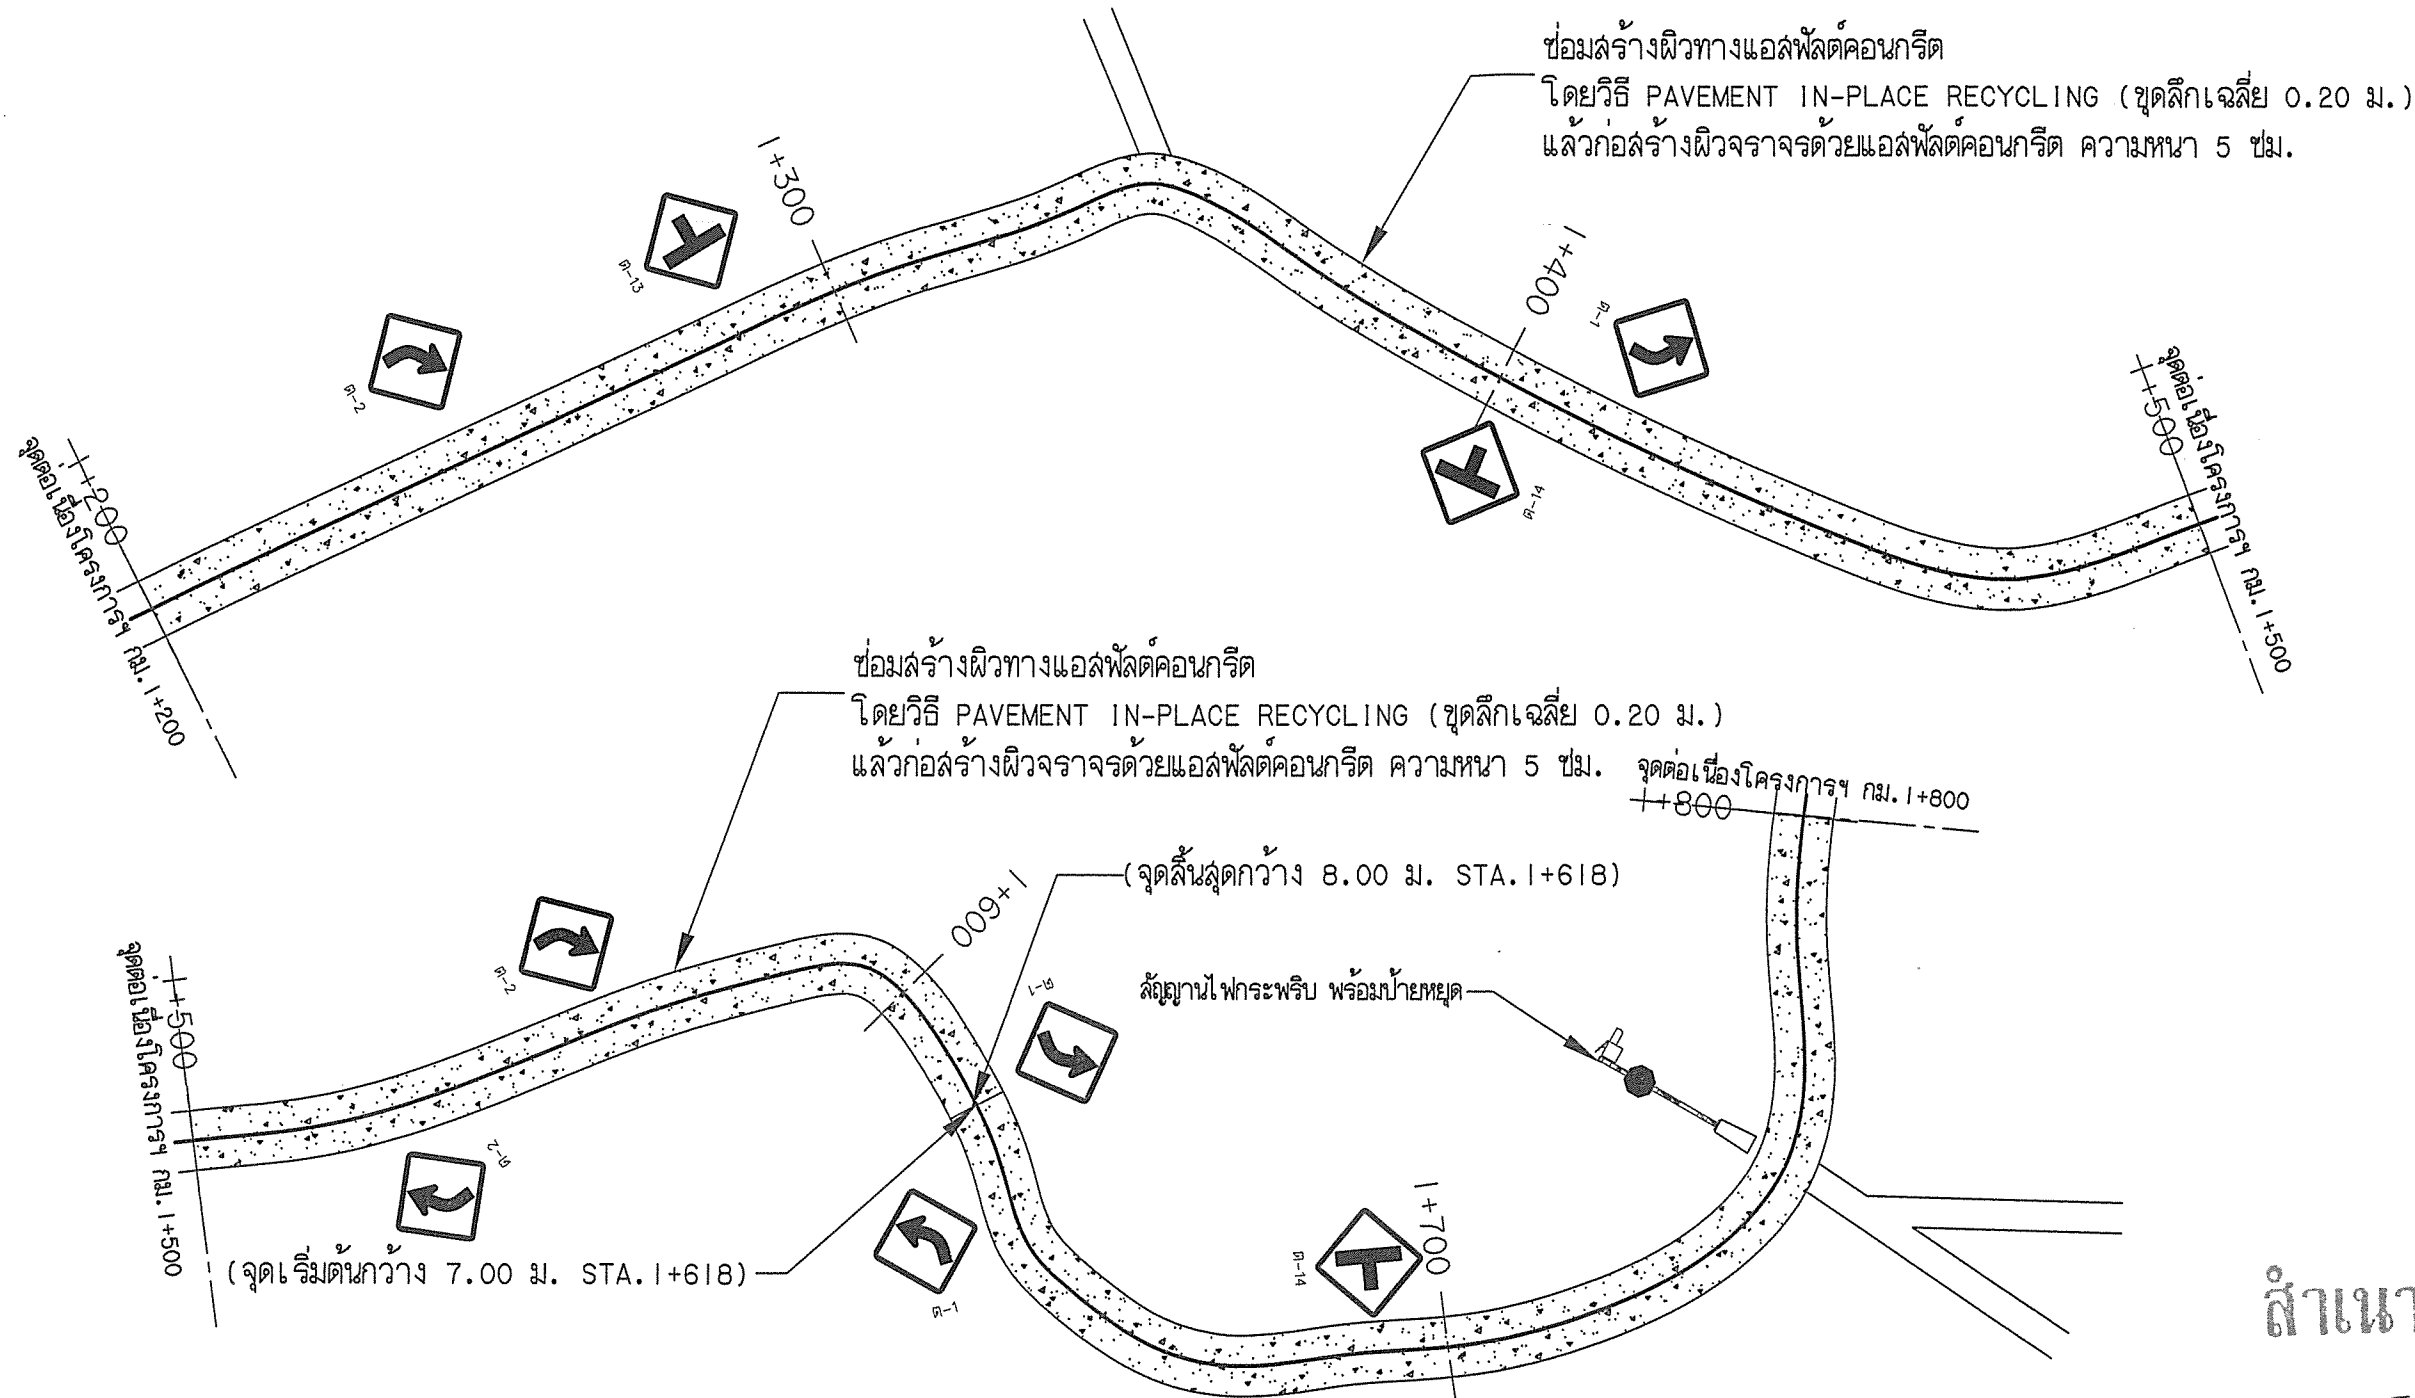 ซ่อมสร้างผิวทางแอสฟัลต์คอนกรีต
โดยวิธี PAVEMENT IN-PLACE RECYCLING (ขุดลึกเฉลี่ย 0.20 ม.)
แล้วก่อสร้างผิวจราจรด้วยแอสฟัลต์คอนกรีต ความหนา 5 ซม.
1+300
ต-13
ต-2
1+400
ต-1
ต-14
1+200
จุดต่อเนื่องโครงการฯ กม.1+200
1+500
จุดต่อเนื่องโครงการฯ กม.1+500
ซ่อมสร้างผิวทางแอสฟัลต์คอนกรีต
โดยวิธี PAVEMENT IN-PLACE RECYCLING (ขุดลึกเฉลี่ย 0.20 ม.)
แล้วก่อสร้างผิวจราจรด้วยแอสฟัลต์คอนกรีต ความหนา 5 ซม.
จุดต่อเนื่องโครงการฯ กม.1+800
1+800
(จุดสิ้นสุดกว้าง 8.00 ม. STA.1+618)
1+600
ต-2
ต-1
สัญญานไฟกระพริบ พร้อมป้ายหยุด
1+500
จุดต่อเนื่องโครงการฯ กม.1+500
ต-2
(จุดเริ่มต้นกว้าง 7.00 ม. STA.1+618)
ต-1
ต-14
1+700
สำเนา